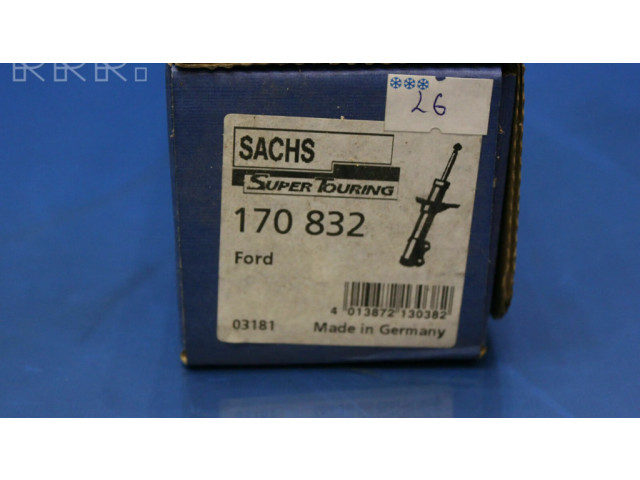 RRR.
26
SACHS
SUPER TOURING
170 832
Ford
4 013872 130382
03181 Made in Germany